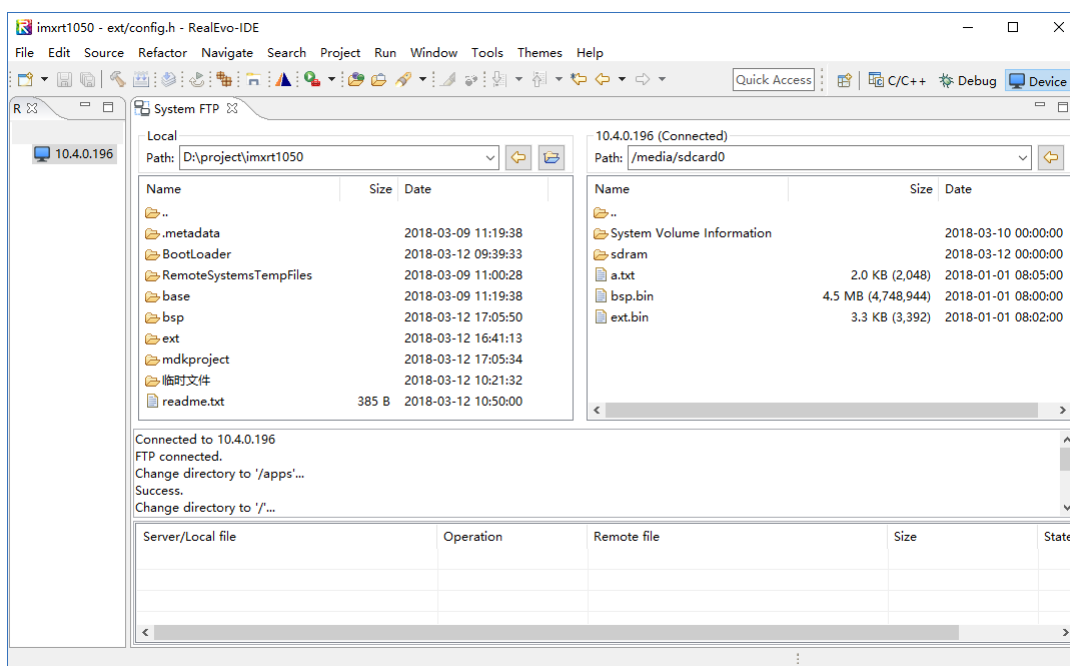 imxrt1050 - ext/config.h - RealEvo-IDE
File Edit Source Refactor Navigate Search Project Run Window Tools Themes Help
Quick Access C/C++ Debug Device
R System FTP
10.4.0.196
Local
Path: D:\project\imxrt1050
Name Size Date
..
.metadata 2018-03-09 11:19:38
BootLoader 2018-03-12 09:39:33
RemoteSystemsTempFiles 2018-03-09 11:00:28
base 2018-03-09 11:19:38
bsp 2018-03-12 17:05:50
ext 2018-03-12 16:41:13
mdkproject 2018-03-12 17:05:34
临时文件 2018-03-12 10:21:32
readme.txt 385 B 2018-03-12 10:50:00
10.4.0.196 (Connected)
Path: /media/sdcard0
Name Size Date
..
System Volume Information 2018-03-10 00:00:00
sdram 2018-03-12 00:00:00
a.txt 2.0 KB (2,048) 2018-01-01 08:05:00
bsp.bin 4.5 MB (4,748,944) 2018-01-01 08:00:00
ext.bin 3.3 KB (3,392) 2018-01-01 08:02:00
Connected to 10.4.0.196
FTP connected.
Change directory to '/apps'...
Success.
Change directory to '/'...
Server/Local file Operation Remote file Size State